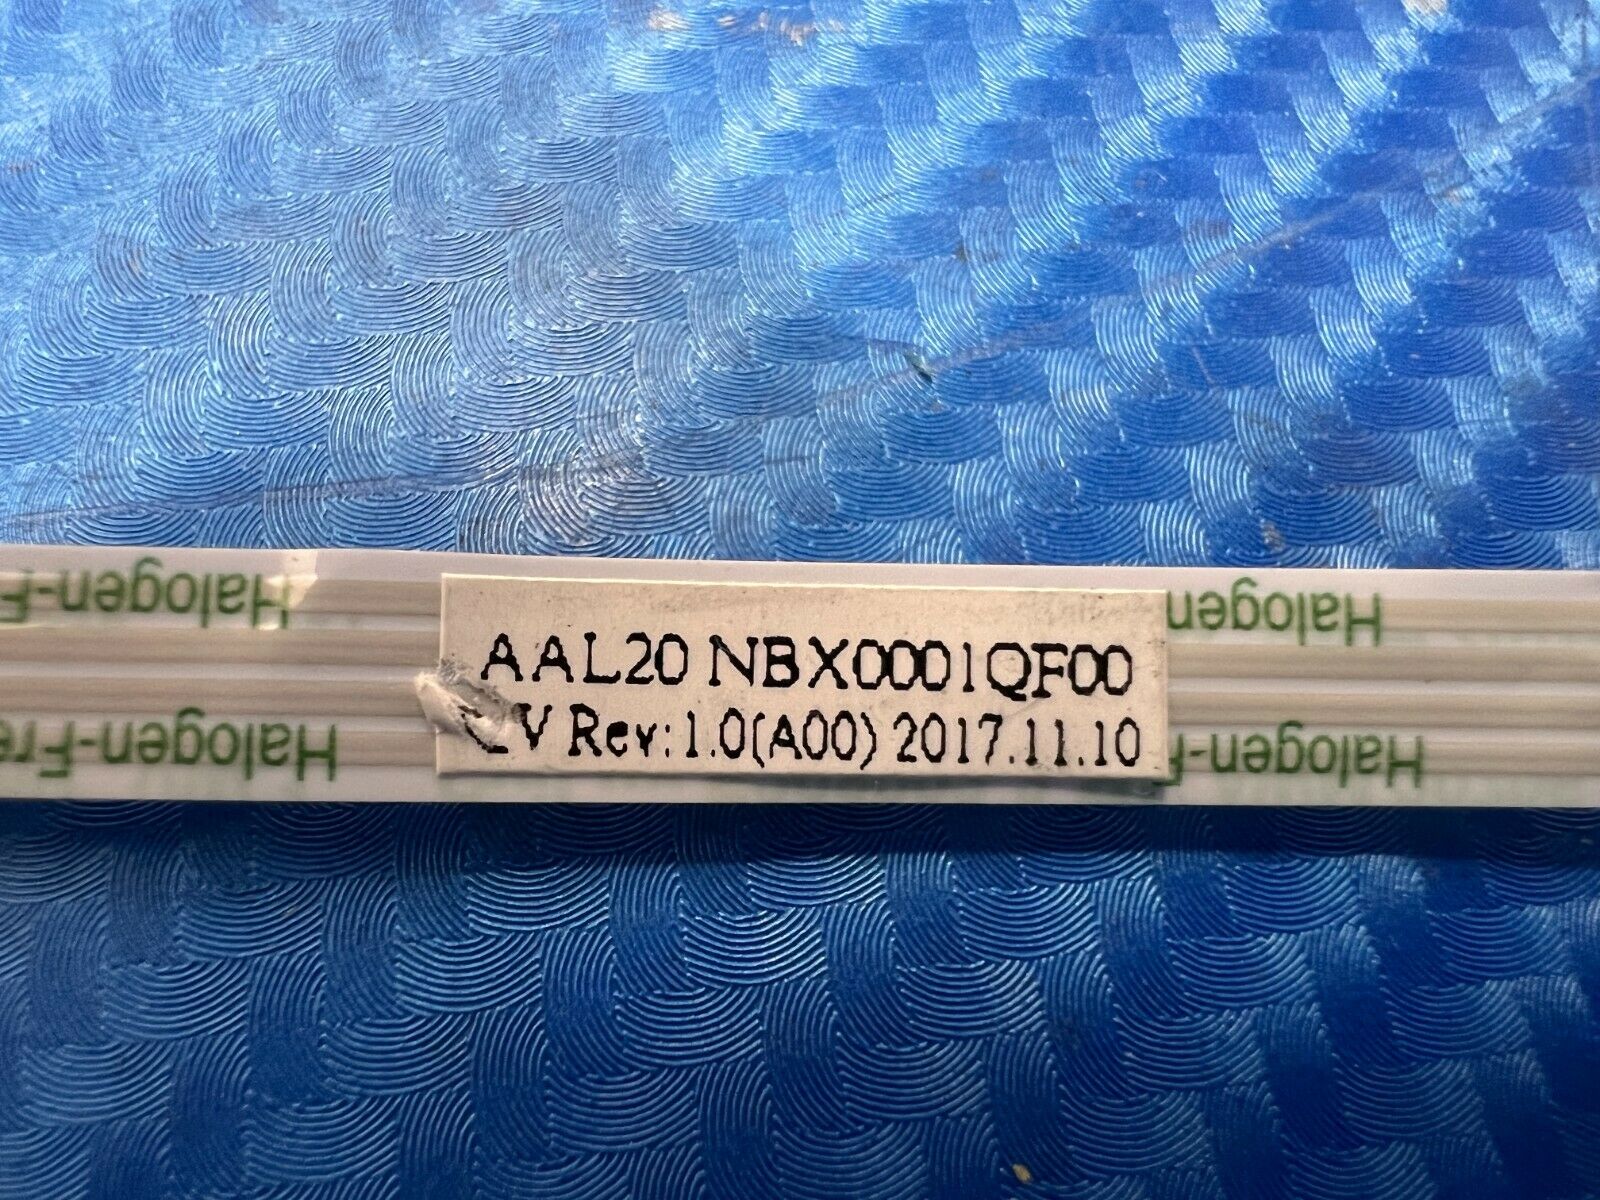 Halogen-F
Halogen
AAL20 NBX0001QF00
Rev:1.0(A00) 2017.11.10
Halogen-Fre
Halogen-F